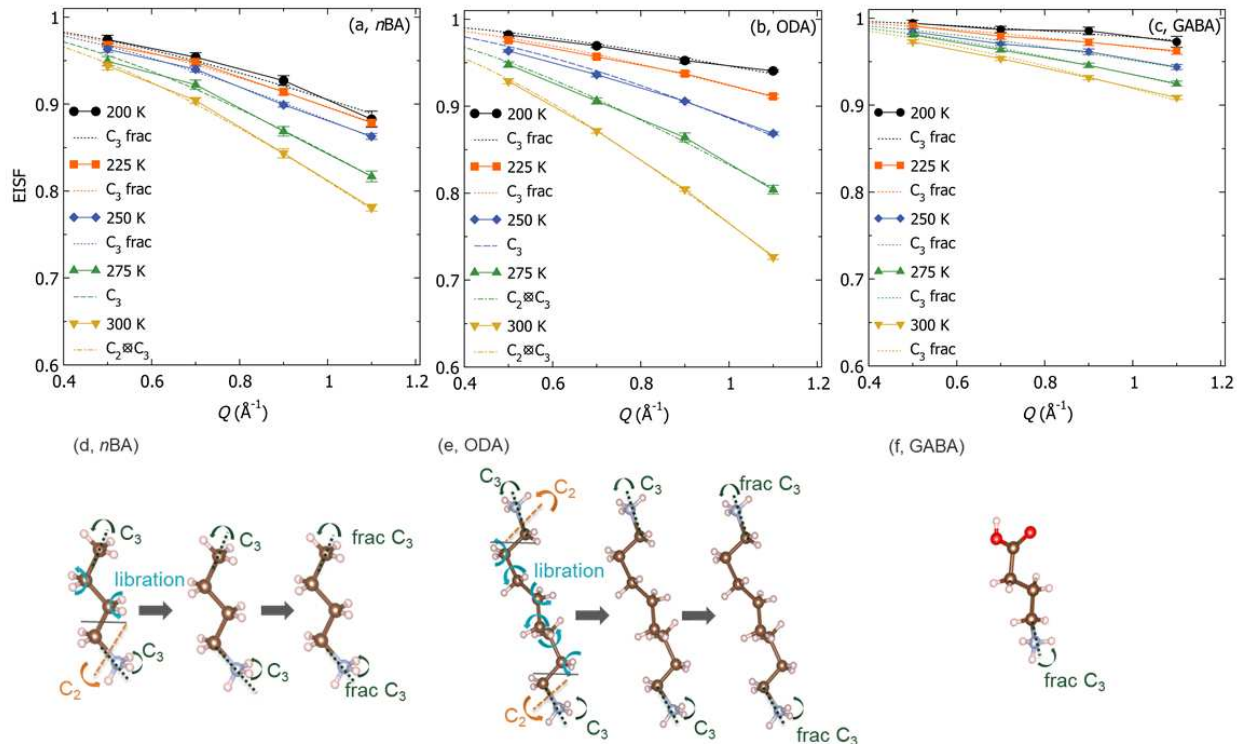 (a, nBA)
EISF
1
0.9
0.8
0.7
0.6
200 K
C₃ frac
225 K
C₃ frac
250 K
C₃ frac
275 K
C₃
300 K
C₂⊗C₃
0.4 0.6 0.8 1 1.2
Q (Å⁻¹)
(b, ODA)
1
0.9
0.8
0.7
0.6
200 K
C₃ frac
225 K
C₃ frac
250 K
C₃
275 K
C₂⊗C₃
300 K
C₂⊗C₃
0.4 0.6 0.8 1 1.2
Q (Å⁻¹)
(c, GABA)
1
0.9
0.8
0.7
0.6
200 K
C₃ frac
225 K
C₃ frac
250 K
C₃ frac
275 K
C₃ frac
300 K
C₃ frac
0.4 0.6 0.8 1 1.2
Q (Å⁻¹)
(d, nBA)
C₃
libration
C₃
C₂
C₃
C₃
frac C₃
frac C₃
(e, ODA)
C₃
C₂
libration
C₂
C₃
C₃
C₃
frac C₃
frac C₃
(f, GABA)
frac C₃